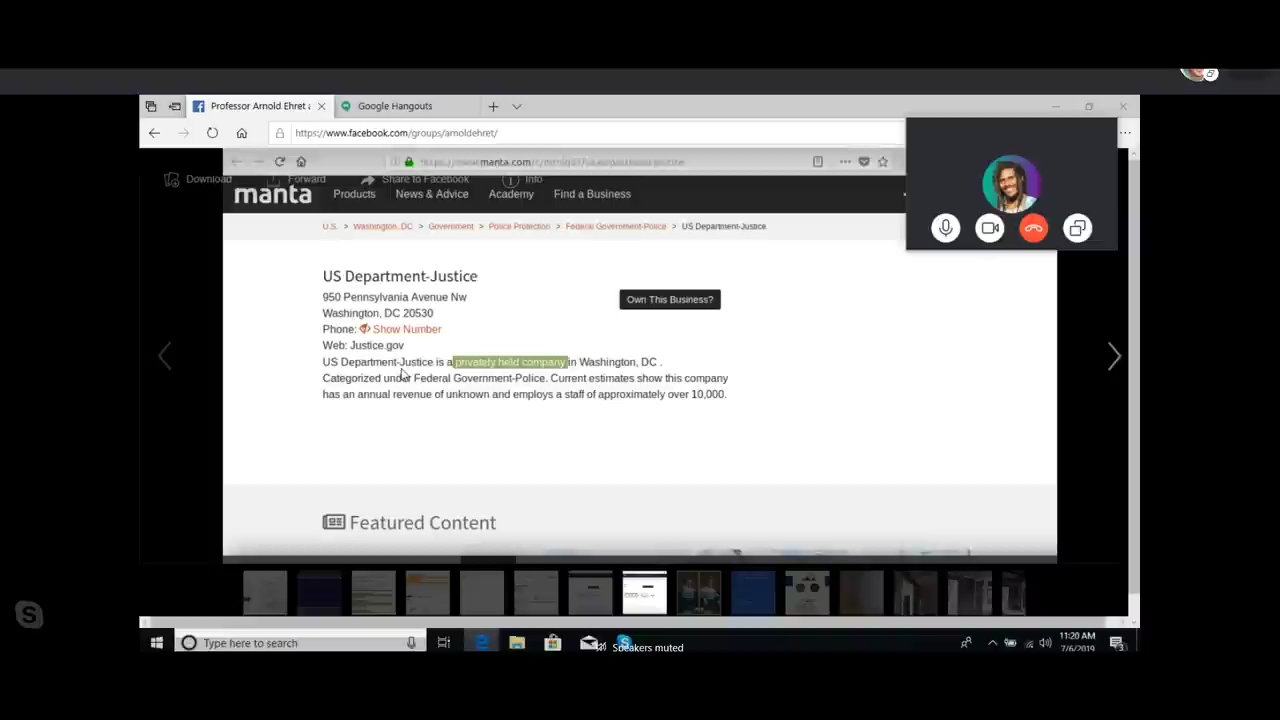 Professor Arnold Ehret a
Google Hangouts
https://www.facebook.com/groups/arnoldehret/
Download
Forward
Share to Facebook
Info
manta
Products
News & Advice
Academy
Find a Business
U.S. > Washington, DC > Government > Police Protection > Federal Government-Police > US Department-Justice
US Department-Justice
950 Pennsylvania Avenue Nw
Own This Business?
Washington, DC 20530
Phone: Show Number
Web: Justice.gov
US Department-Justice is a privately held company in Washington, DC .
Categorized under Federal Government-Police. Current estimates show this company
has an annual revenue of unknown and employs a staff of approximately over 10,000.
Featured Content
Type here to search
Speakers muted
11:20 AM
7/6/2019